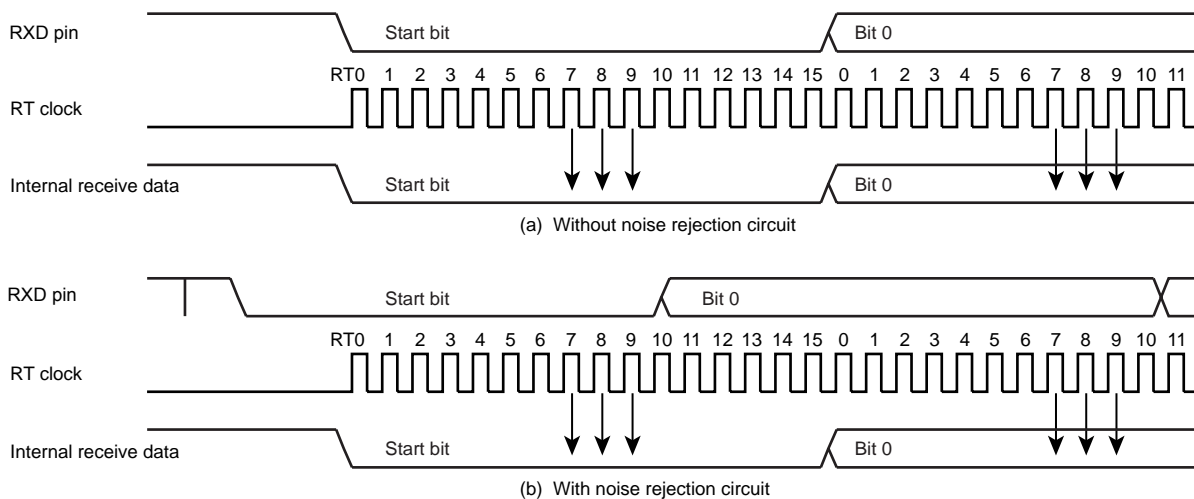 RXD pin Start bit Bit 0
RT0 1 2 3 4 5 6 7 8 9 10 11 12 13 14 15 0 1 2 3 4 5 6 7 8 9 10 11
RT clock
Internal receive data Start bit Bit 0
(a) Without noise rejection circuit
RXD pin Start bit Bit 0
RT0 1 2 3 4 5 6 7 8 9 10 11 12 13 14 15 0 1 2 3 4 5 6 7 8 9 10 11
RT clock
Internal receive data Start bit Bit 0
(b) With noise rejection circuit